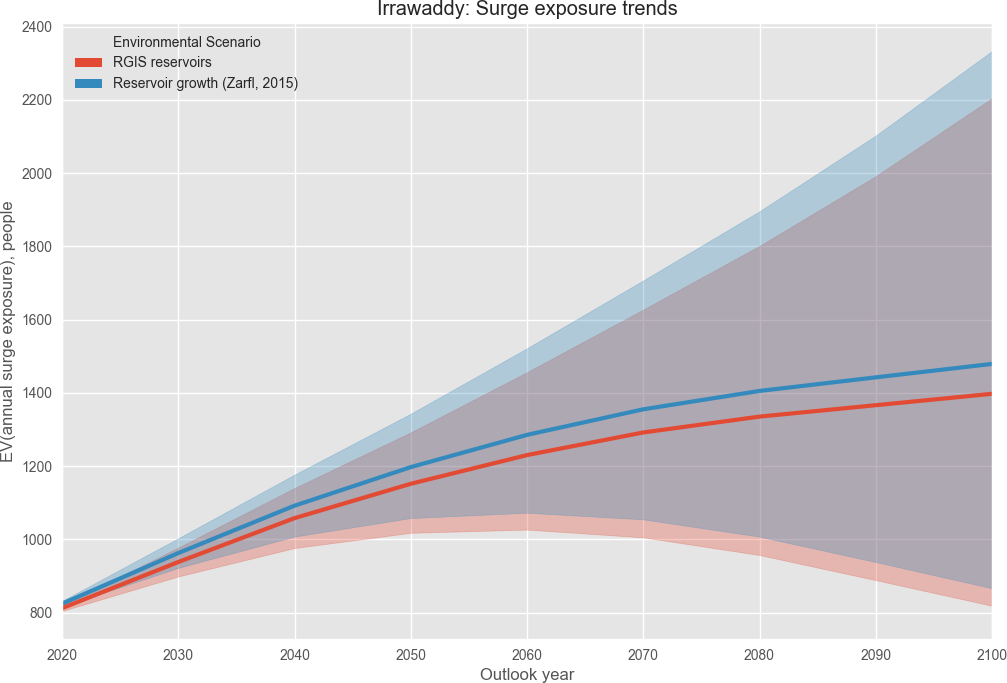 Irrawaddy: Surge exposure trends
2400
2200
2000
1800
1600
1400
1200
1000
800
EV(annual surge exposure), people
Environmental Scenario
RGIS reservoirs
Reservoir growth (Zarfl, 2015)
2020 2030 2040 2050 2060 2070 2080 2090 2100
Outlook year